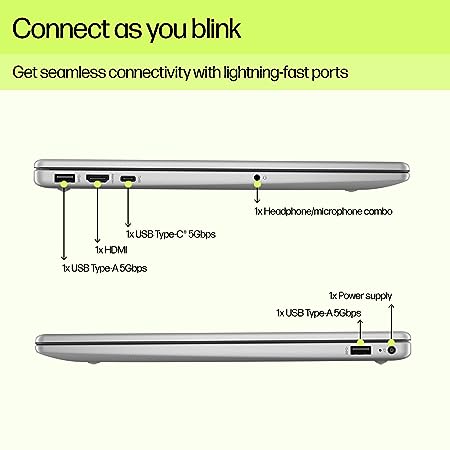 Connect as you blink
Get seamless connectivity with lightning-fast ports
1x Headphone/microphone combo
1x USB Type-C® 5Gbps
1x HDMI
1x USB Type-A 5Gbps
1x Power supply
1x USB Type-A 5Gbps